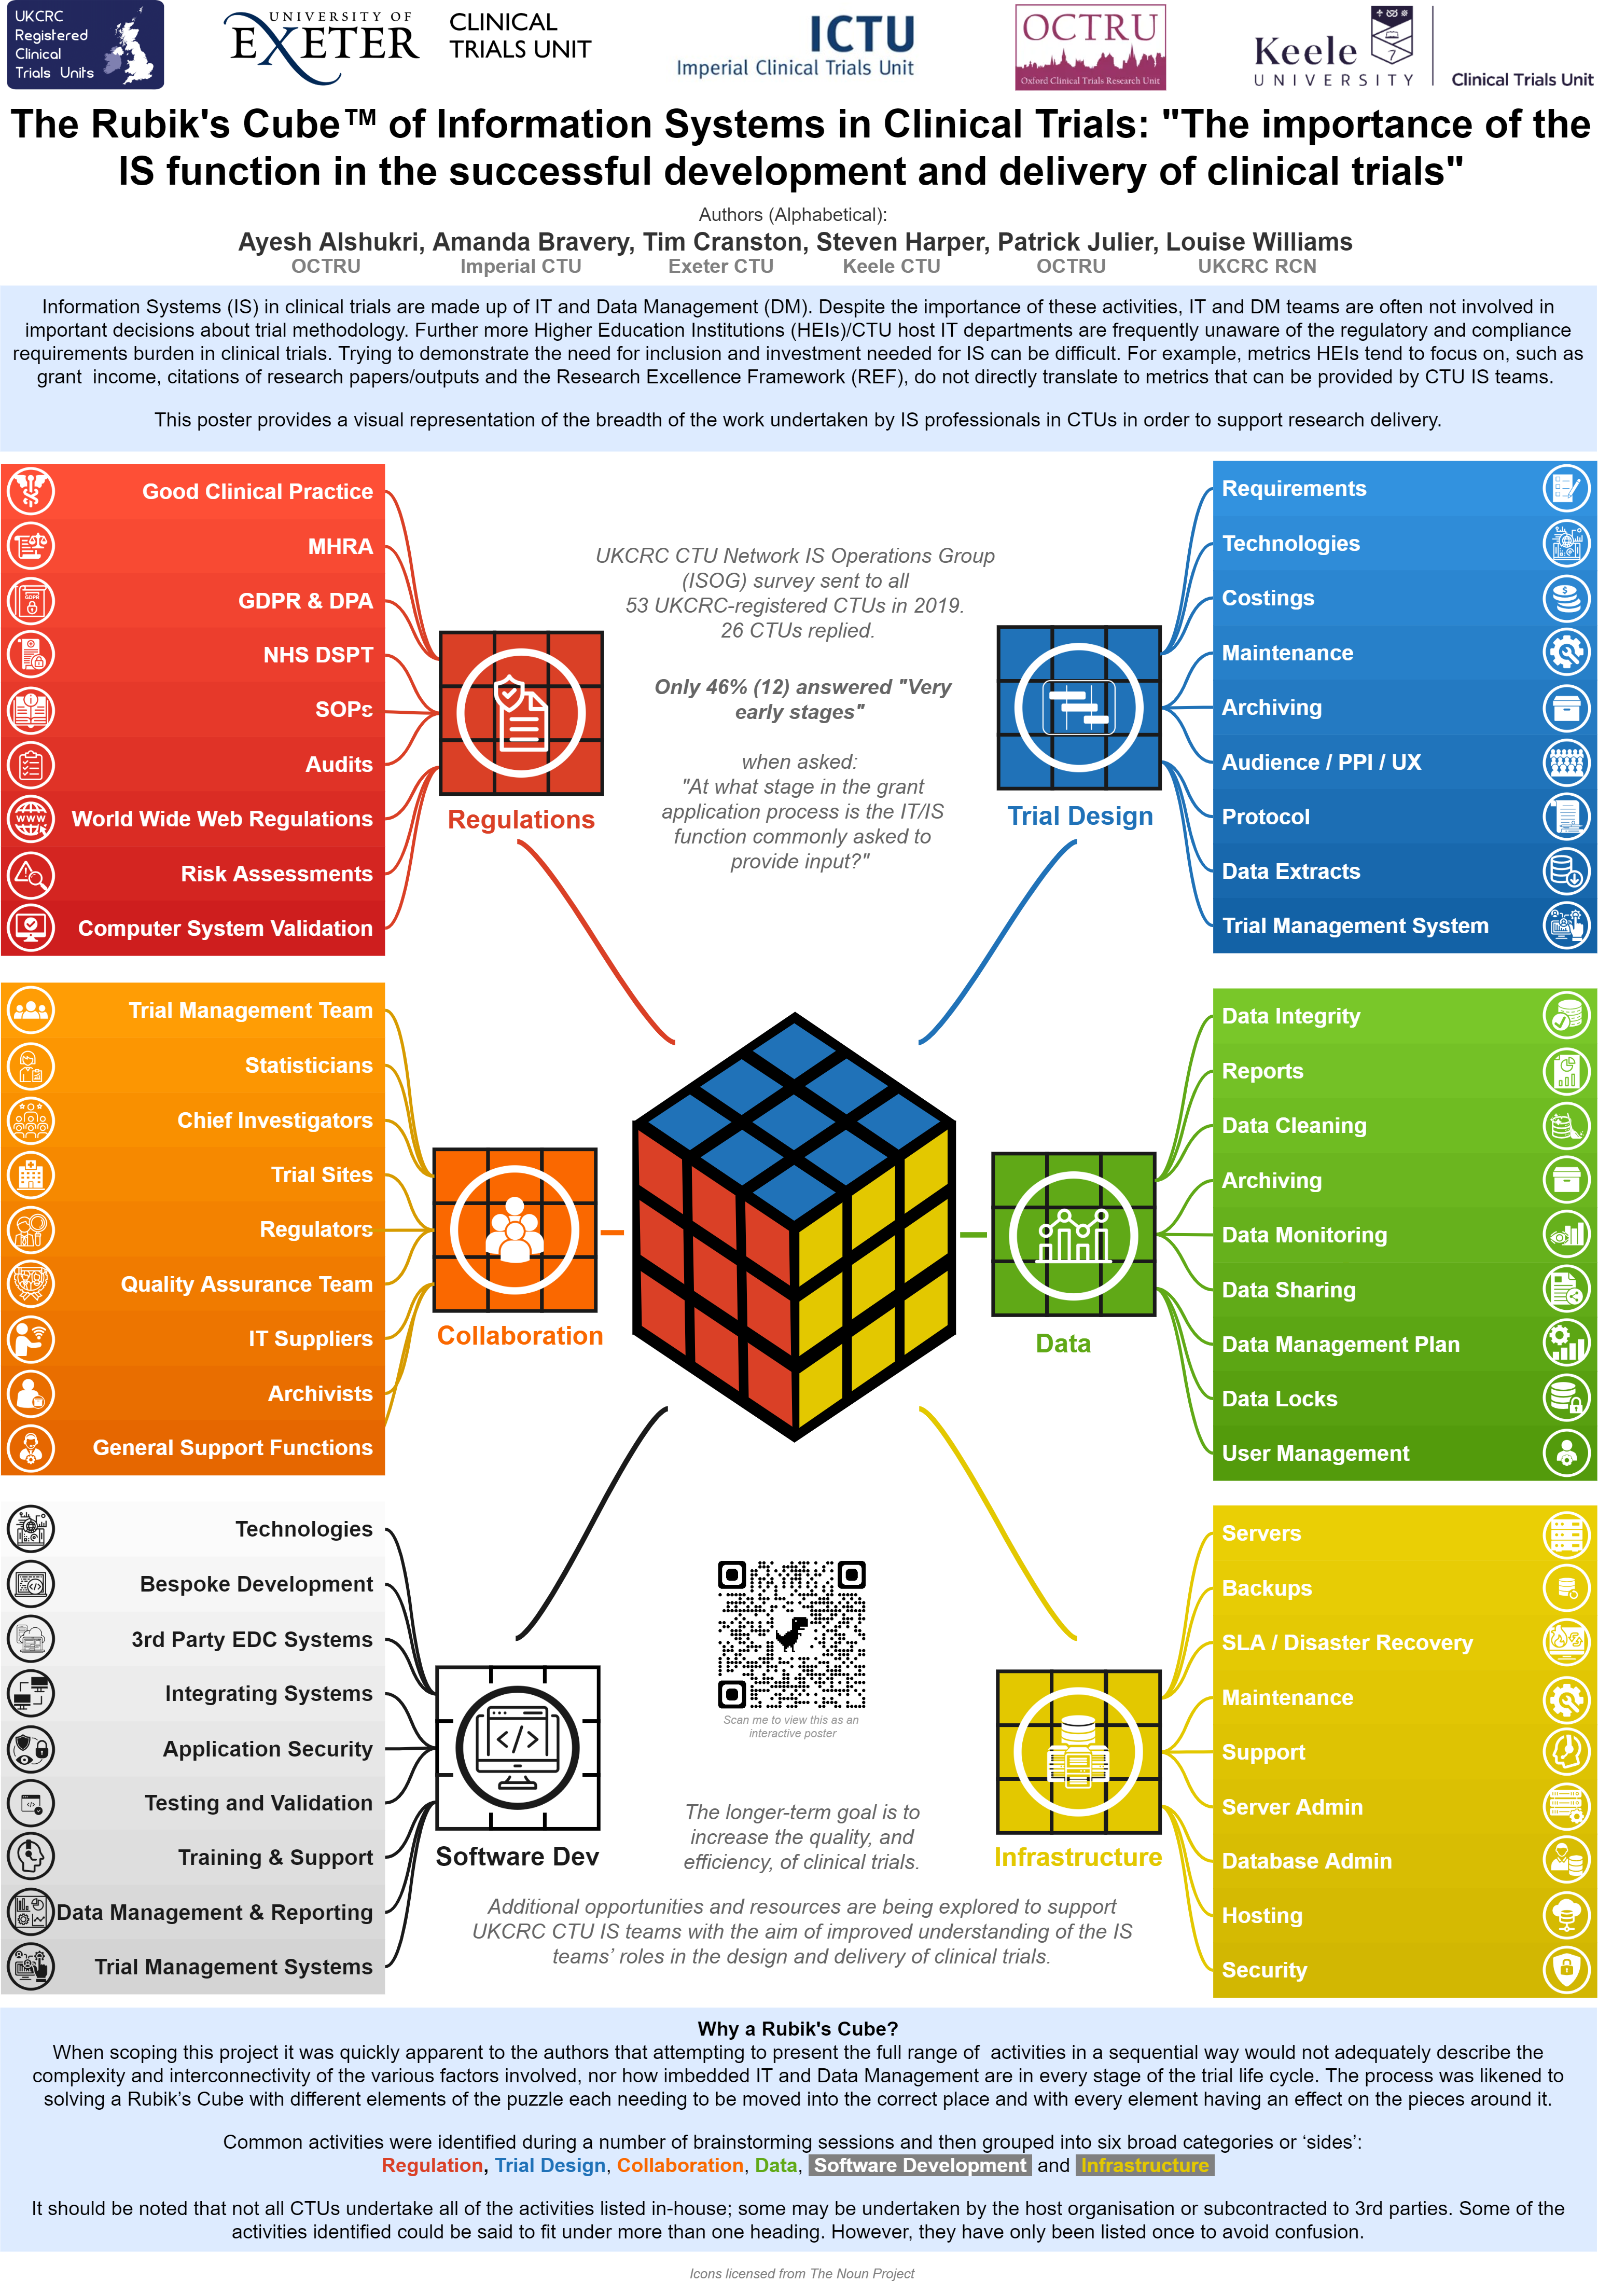 UKCRC
Registered
Clinical
Trials Units
UNIVERSITY OF
EXETER
CLINICAL
TRIALS UNIT
ICTU
Imperial Clinical Trials Unit
OCTRU
Oxford Clinical Trials Research Unit
Keele
UNIVERSITY
Clinical Trials Unit
The Rubik's Cube™ of Information Systems in Clinical Trials: "The importance of the
IS function in the successful development and delivery of clinical trials"
Authors (Alphabetical):
Ayesh Alshukri, Amanda Bravery, Tim Cranston, Steven Harper, Patrick Julier, Louise Williams
OCTRU Imperial CTU Exeter CTU Keele CTU OCTRU UKCRC RCN
Information Systems (IS) in clinical trials are made up of IT and Data Management (DM). Despite the importance of these activities, IT and DM teams are often not involved in
important decisions about trial methodology. Further more Higher Education Institutions (HEIs)/CTU host IT departments are frequently unaware of the regulatory and compliance
requirements burden in clinical trials. Trying to demonstrate the need for inclusion and investment needed for IS can be difficult. For example, metrics HEIs tend to focus on, such as
grant income, citations of research papers/outputs and the Research Excellence Framework (REF), do not directly translate to metrics that can be provided by CTU IS teams.
This poster provides a visual representation of the breadth of the work undertaken by IS professionals in CTUs in order to support research delivery.
Good Clinical Practice
MHRA
GDPR & DPA
NHS DSPT
SOPs
Audits
World Wide Web Regulations
Risk Assessments
Computer System Validation
Regulations
UKCRC CTU Network IS Operations Group
(ISOG) survey sent to all
53 UKCRC-registered CTUs in 2019.
26 CTUs replied.
Only 46% (12) answered "Very
early stages"
when asked:
"At what stage in the grant
application process is the IT/IS
function commonly asked to
provide input?"
Trial Design
Requirements
Technologies
Costings
Maintenance
Archiving
Audience / PPI / UX
Protocol
Data Extracts
Trial Management System
Trial Management Team
Statisticians
Chief Investigators
Trial Sites
Regulators
Quality Assurance Team
IT Suppliers
Archivists
General Support Functions
Collaboration
Data
Data Integrity
Reports
Data Cleaning
Archiving
Data Monitoring
Data Sharing
Data Management Plan
Data Locks
User Management
Technologies
Bespoke Development
3rd Party EDC Systems
Integrating Systems
Application Security
Testing and Validation
Training & Support
Data Management & Reporting
Trial Management Systems
Software Dev
Scan me to view this as an
interactive poster
The longer-term goal is to
increase the quality, and
efficiency, of clinical trials.
Additional opportunities and resources are being explored to support
UKCRC CTU IS teams with the aim of improved understanding of the IS
teams’ roles in the design and delivery of clinical trials.
Infrastructure
Servers
Backups
SLA / Disaster Recovery
Maintenance
Support
Server Admin
Database Admin
Hosting
Security
Why a Rubik's Cube?
When scoping this project it was quickly apparent to the authors that attempting to present the full range of activities in a sequential way would not adequately describe the
complexity and interconnectivity of the various factors involved, nor how imbedded IT and Data Management are in every stage of the trial life cycle. The process was likened to
solving a Rubik’s Cube with different elements of the puzzle each needing to be moved into the correct place and with every element having an effect on the pieces around it.
Common activities were identified during a number of brainstorming sessions and then grouped into six broad categories or ‘sides’:
Regulation, Trial Design, Collaboration, Data, Software Development and Infrastructure
It should be noted that not all CTUs undertake all of the activities listed in-house; some may be undertaken by the host organisation or subcontracted to 3rd parties. Some of the
activities identified could be said to fit under more than one heading. However, they have only been listed once to avoid confusion.
Icons licensed from The Noun Project